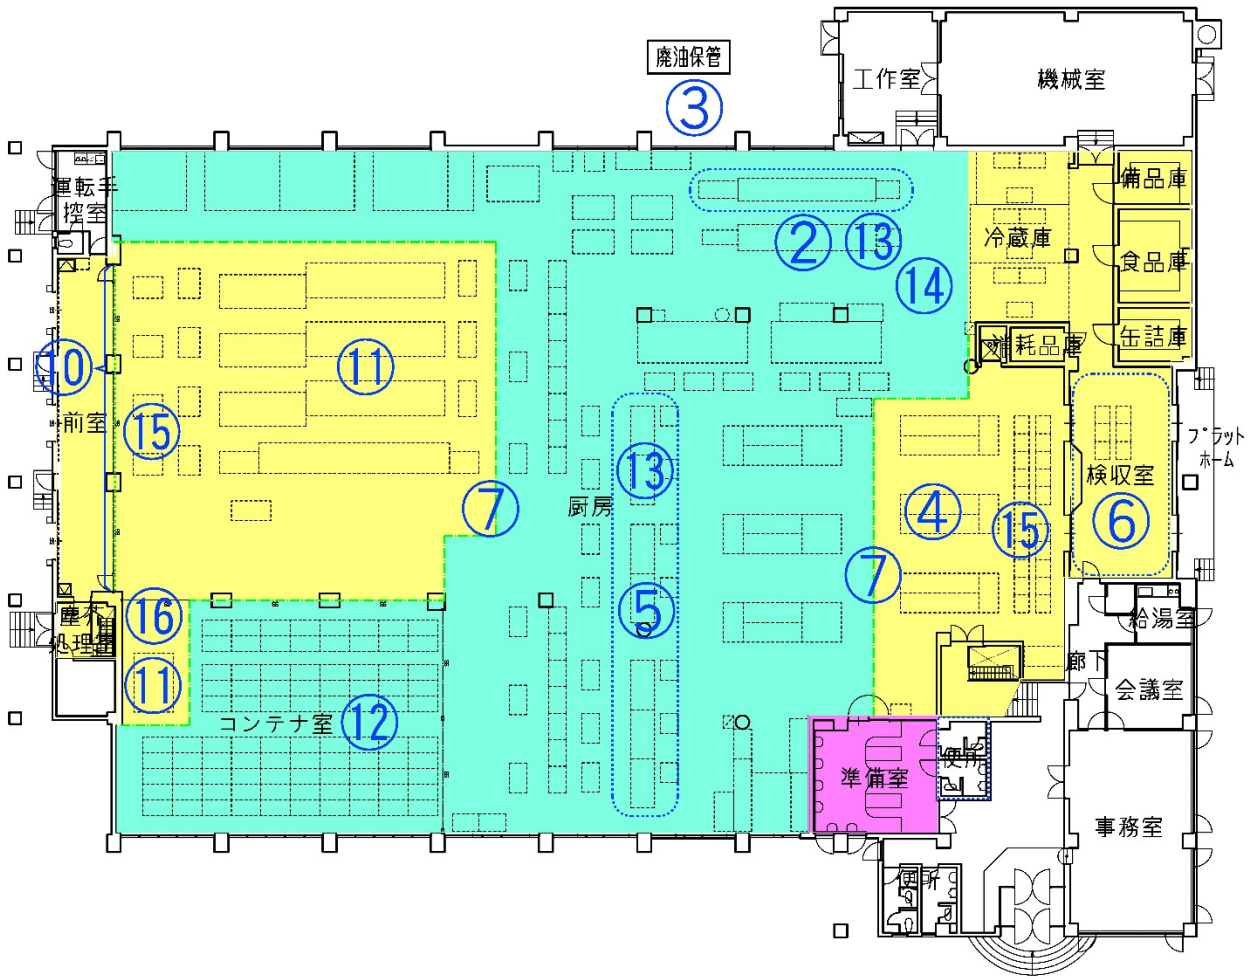 廃油保管
③
工作室
機械室
運転手
控室
備品庫
②
⑬
冷蔵庫
食品庫
⑭
缶詰庫
消耗品庫
⑩
⑪
前室
⑮
プラット
ホーム
⑬
検収室
⑦
厨房
④
⑮
⑥
⑦
⑤
⑯
塵芥
処理室
給湯室
廊下
⑪
会議室
コンテナ室
⑫
準備室
便所
事務室
便所